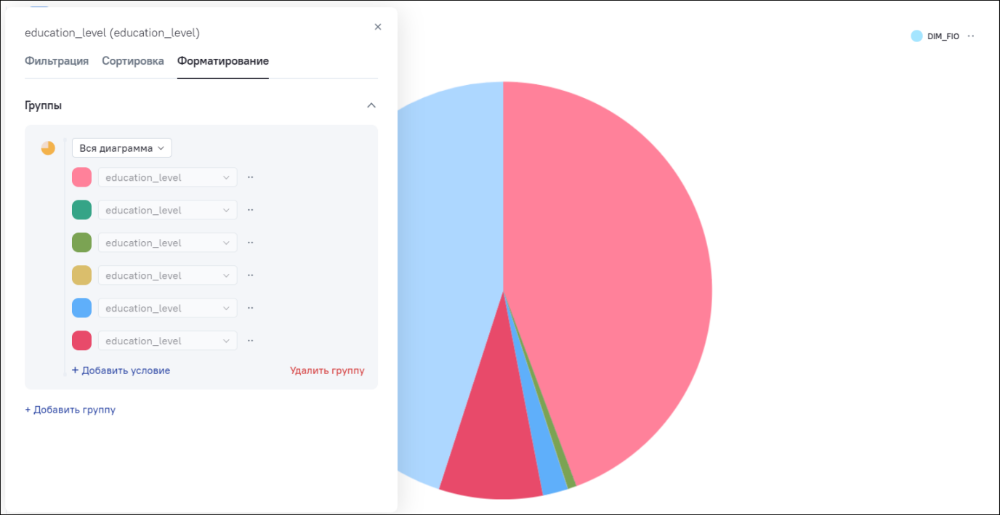 education_level (education_level)
DIM_FIO
Фильтрация Сортировка Форматирование
Группы
Вся диаграмма
education_level
education_level
education_level
education_level
education_level
education_level
+ Добавить условие Удалить группу
+ Добавить группу